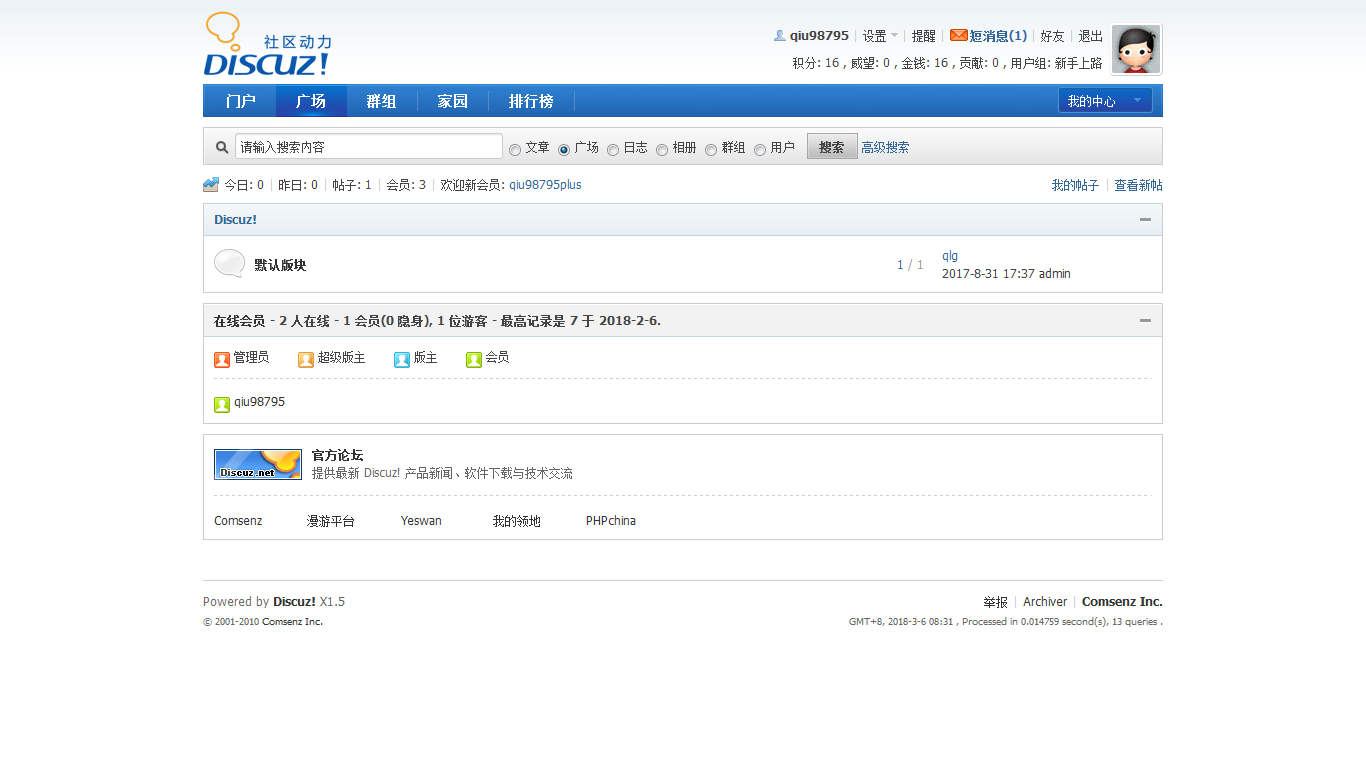 社区动力
DISCUZ!
qiu98795 | 设置 | 提醒 | 短消息(1) | 好友 | 退出
积分: 16 , 威望: 0 , 金钱: 16 , 贡献: 0 , 用户组: 新手上路
门户 广场 群组 家园 排行榜 我的中心
请输入搜索内容 文章 广场 日志 相册 群组 用户 搜索 高级搜索
今日: 0 | 昨日: 0 | 帖子: 1 | 会员: 3 | 欢迎新会员: qiu98795plus 我的帖子 | 查看新帖
Discuz!
默认版块 1 / 1
qlg
2017-8-31 17:37 admin
在线会员 - 2 人在线 - 1 会员(0 隐身), 1 位游客 - 最高记录是 7 于 2018-2-6.
管理员 超级版主 版主 会员
qiu98795
Discuz.net
官方论坛
提供最新 Discuz! 产品新闻、软件下载与技术交流
Comsenz 漫游平台 Yeswan 我的领地 PHPchina
Powered by Discuz! X1.5 举报 | Archiver | Comsenz Inc.
© 2001-2010 Comsenz Inc. GMT+8, 2018-3-6 08:31 , Processed in 0.014759 second(s), 13 queries .